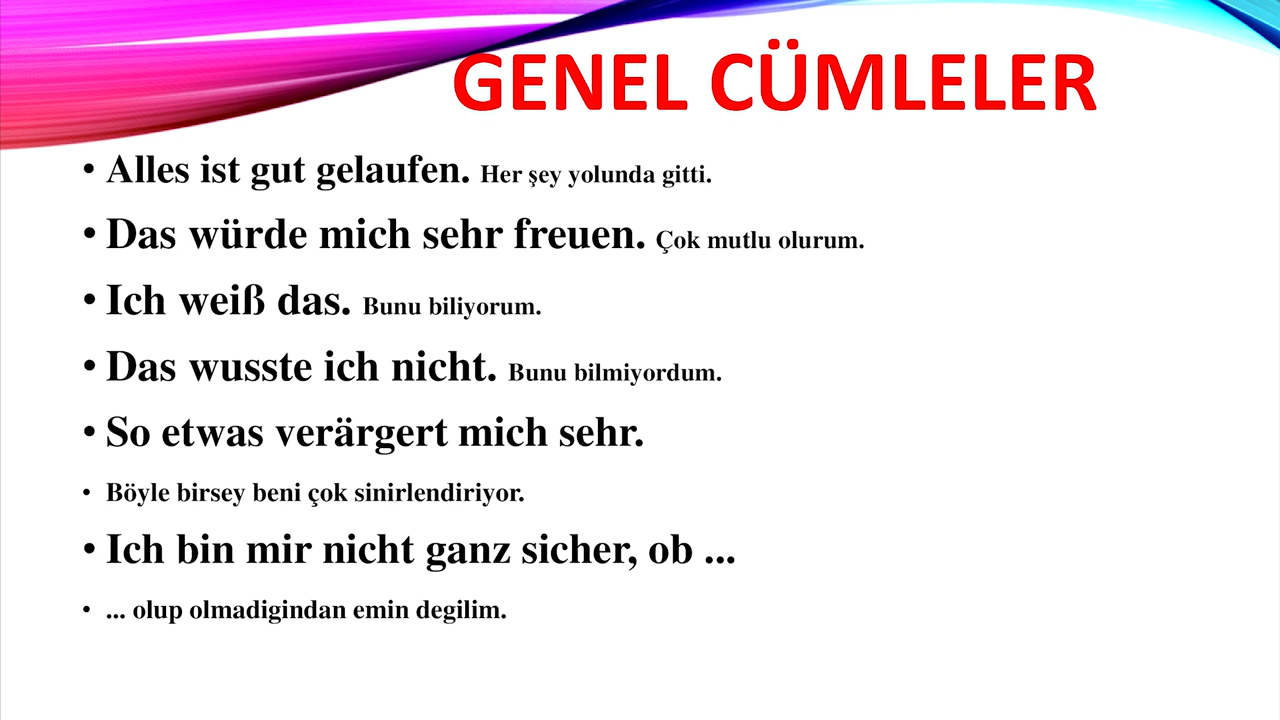 GENEL CÜMLELER
• Alles ist gut gelaufen. Her şey yolunda gitti.
• Das würde mich sehr freuen. Çok mutlu olurum.
• Ich weiß das. Bunu biliyorum.
• Das wusste ich nicht. Bunu bilmiyordum.
• So etwas verärgert mich sehr.
• Böyle birsey beni çok sinirlendiriyor.
• Ich bin mir nicht ganz sicher, ob ...
• ... olup olmadigindan emin degilim.